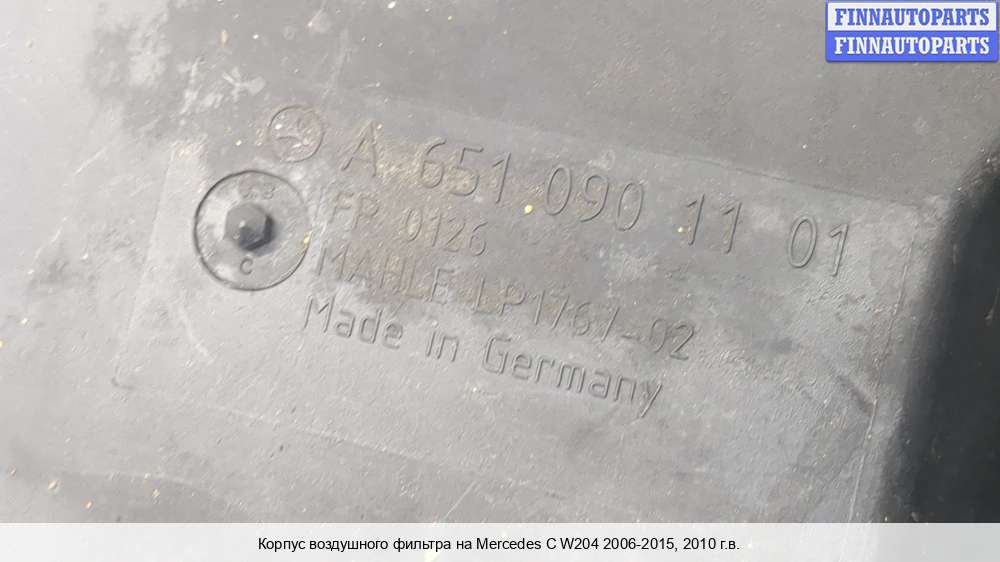 FINNAUTOPARTS
FINNAUTOPARTS
A 651 090 11 01
FP 0126
MAHLE LP1767-02
Made in Germany
C
Корпус воздушного фильтра на Mercedes C W204 2006-2015, 2010 г.в.